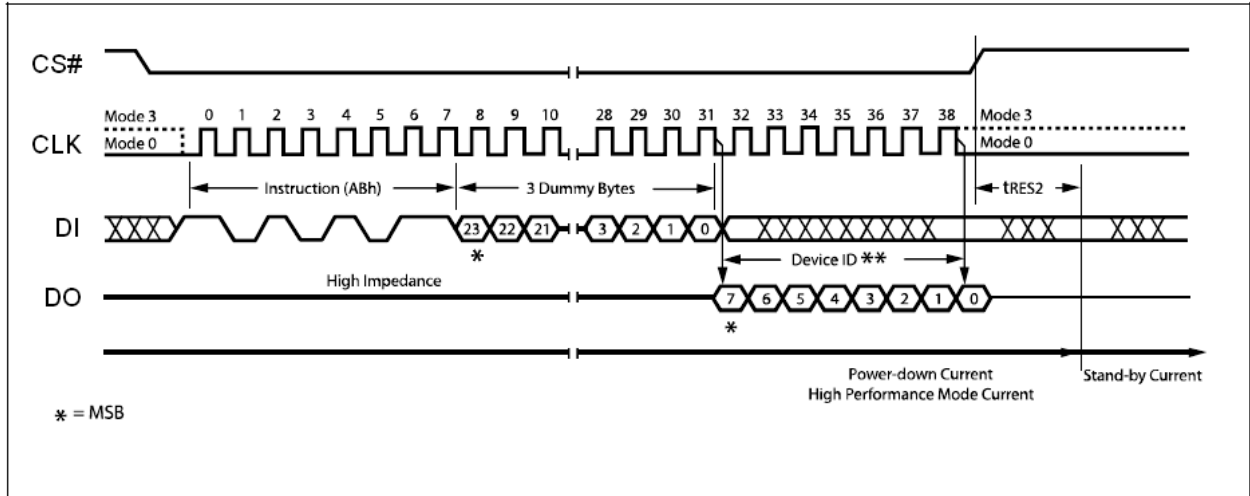 CS#
Mode 3 0 1 2 3 4 5 6 7 8 9 10 28 29 30 31 32 33 34 35 36 37 38 Mode 3
CLK Mode 0 Mode 0
Instruction (ABh) 3 Dummy Bytes tRES2
DI 23 22 21 3 2 1 0
* Device ID **
High Impedance
DO 7 6 5 4 3 2 1 0
*
Power-down Current Stand-by Current
High Performance Mode Current
* = MSB